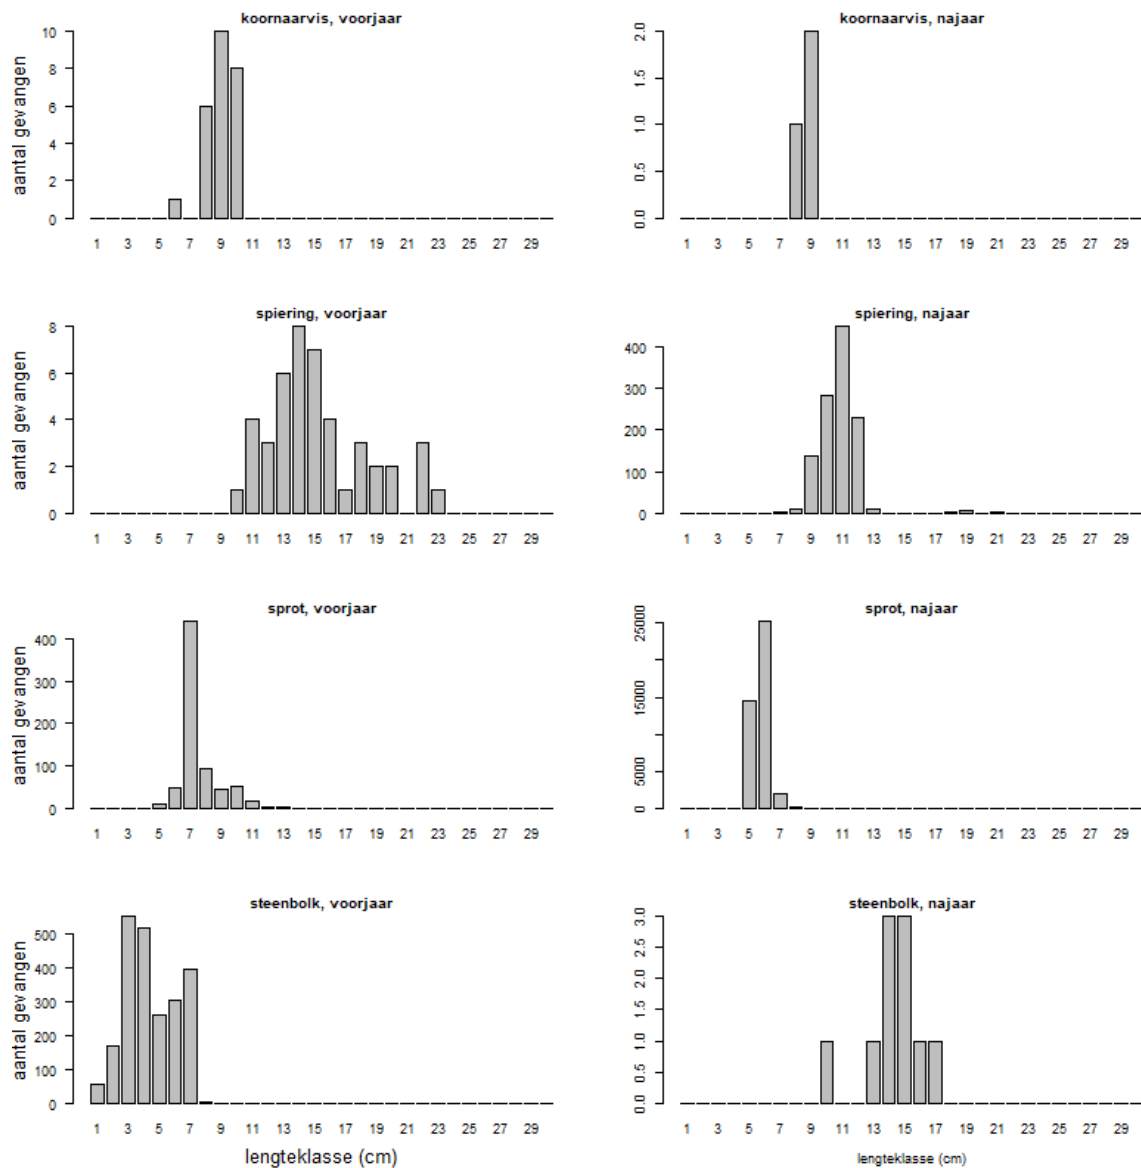 koornaarvis, voorjaar
aantal gevangen
10
8
6
4
2
0
1 3 5 7 9 11 13 15 17 19 21 23 25 27 29
koornaarvis, najaar
2.0
1.5
1.0
0.5
0.0
1 3 5 7 9 11 13 15 17 19 21 23 25 27 29
spiering, voorjaar
aantal gevangen
8
6
4
2
0
1 3 5 7 9 11 13 15 17 19 21 23 25 27 29
spiering, najaar
400
300
200
100
0
1 3 5 7 9 11 13 15 17 19 21 23 25 27 29
sprot, voorjaar
aantal gevangen
400
300
200
100
0
1 3 5 7 9 11 13 15 17 19 21 23 25 27 29
sprot, najaar
25000
15000
5000
0
1 3 5 7 9 11 13 15 17 19 21 23 25 27 29
steenbolk, voorjaar
aantal gevangen
500
400
300
200
100
0
1 3 5 7 9 11 13 15 17 19 21 23 25 27 29
lengteklasse (cm)
steenbolk, najaar
3.0
2.5
2.0
1.5
1.0
0.5
0.0
1 3 5 7 9 11 13 15 17 19 21 23 25 27 29
lengteklasse (cm)